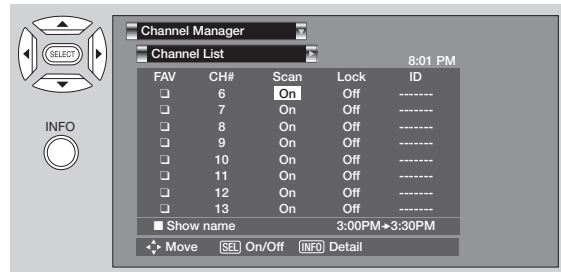 SELECT
INFO
Channel Manager
Channel List
8:01 PM
FAV CH# Scan Lock ID
❏ 6 On Off -------
❏ 7 On Off -------
❏ 8 On Off -------
❏ 9 On Off -------
❏ 10 On Off -------
❏ 11 On Off -------
❏ 12 On Off -------
❏ 13 On Off -------
Show name 3:00PM→3:30PM
Move SEL On/Off INFO Detail